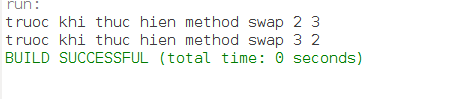 run:
truoc khi thuc hien method swap 2 3
truoc khi thuc hien method swap 3 2
BUILD SUCCESSFUL (total time: 0 seconds)